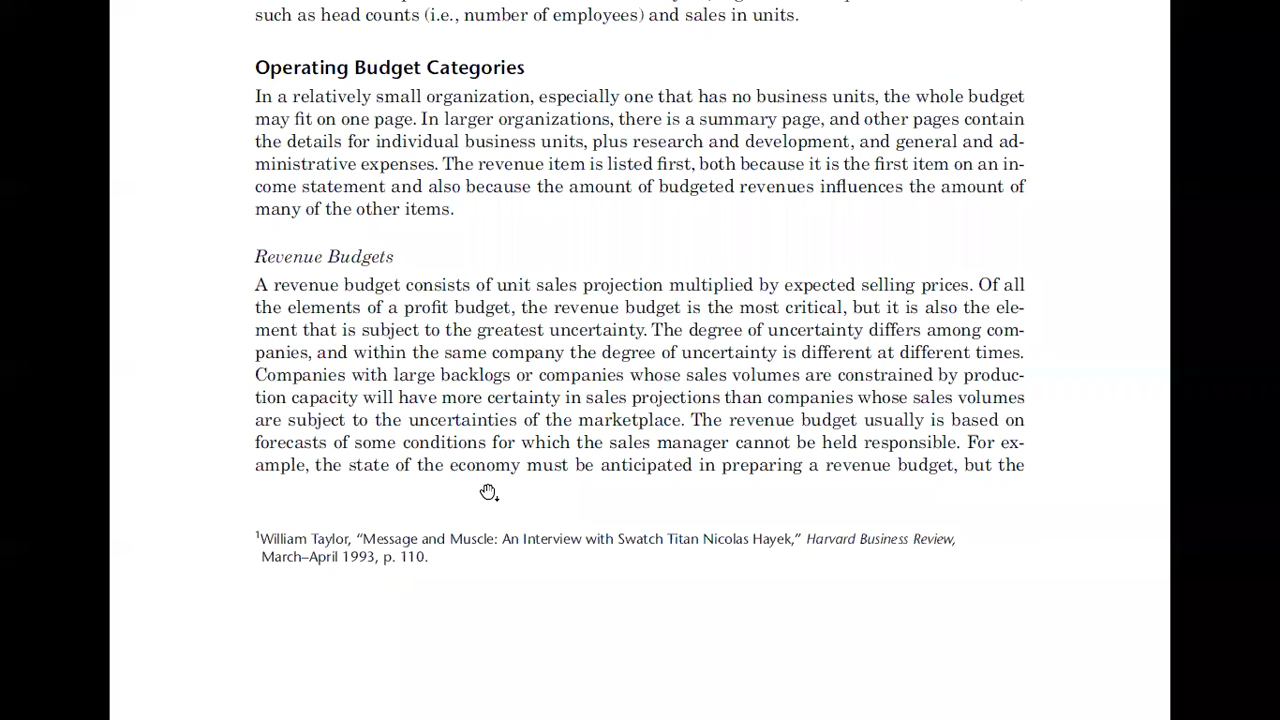 such as head counts (i.e., number of employees) and sales in units.
Operating Budget Categories
In a relatively small organization, especially one that has no business units, the whole budget
may fit on one page. In larger organizations, there is a summary page, and other pages contain
the details for individual business units, plus research and development, and general and ad-
ministrative expenses. The revenue item is listed first, both because it is the first item on an in-
come statement and also because the amount of budgeted revenues influences the amount of
many of the other items.
Revenue Budgets
A revenue budget consists of unit sales projection multiplied by expected selling prices. Of all
the elements of a profit budget, the revenue budget is the most critical, but it is also the ele-
ment that is subject to the greatest uncertainty. The degree of uncertainty differs among com-
panies, and within the same company the degree of uncertainty is different at different times.
Companies with large backlogs or companies whose sales volumes are constrained by produc-
tion capacity will have more certainty in sales projections than companies whose sales volumes
are subject to the uncertainties of the marketplace. The revenue budget usually is based on
forecasts of some conditions for which the sales manager cannot be held responsible. For ex-
ample, the state of the economy must be anticipated in preparing a revenue budget, but the
1William Taylor, “Message and Muscle: An Interview with Swatch Titan Nicolas Hayek,” Harvard Business Review,
March–April 1993, p. 110.